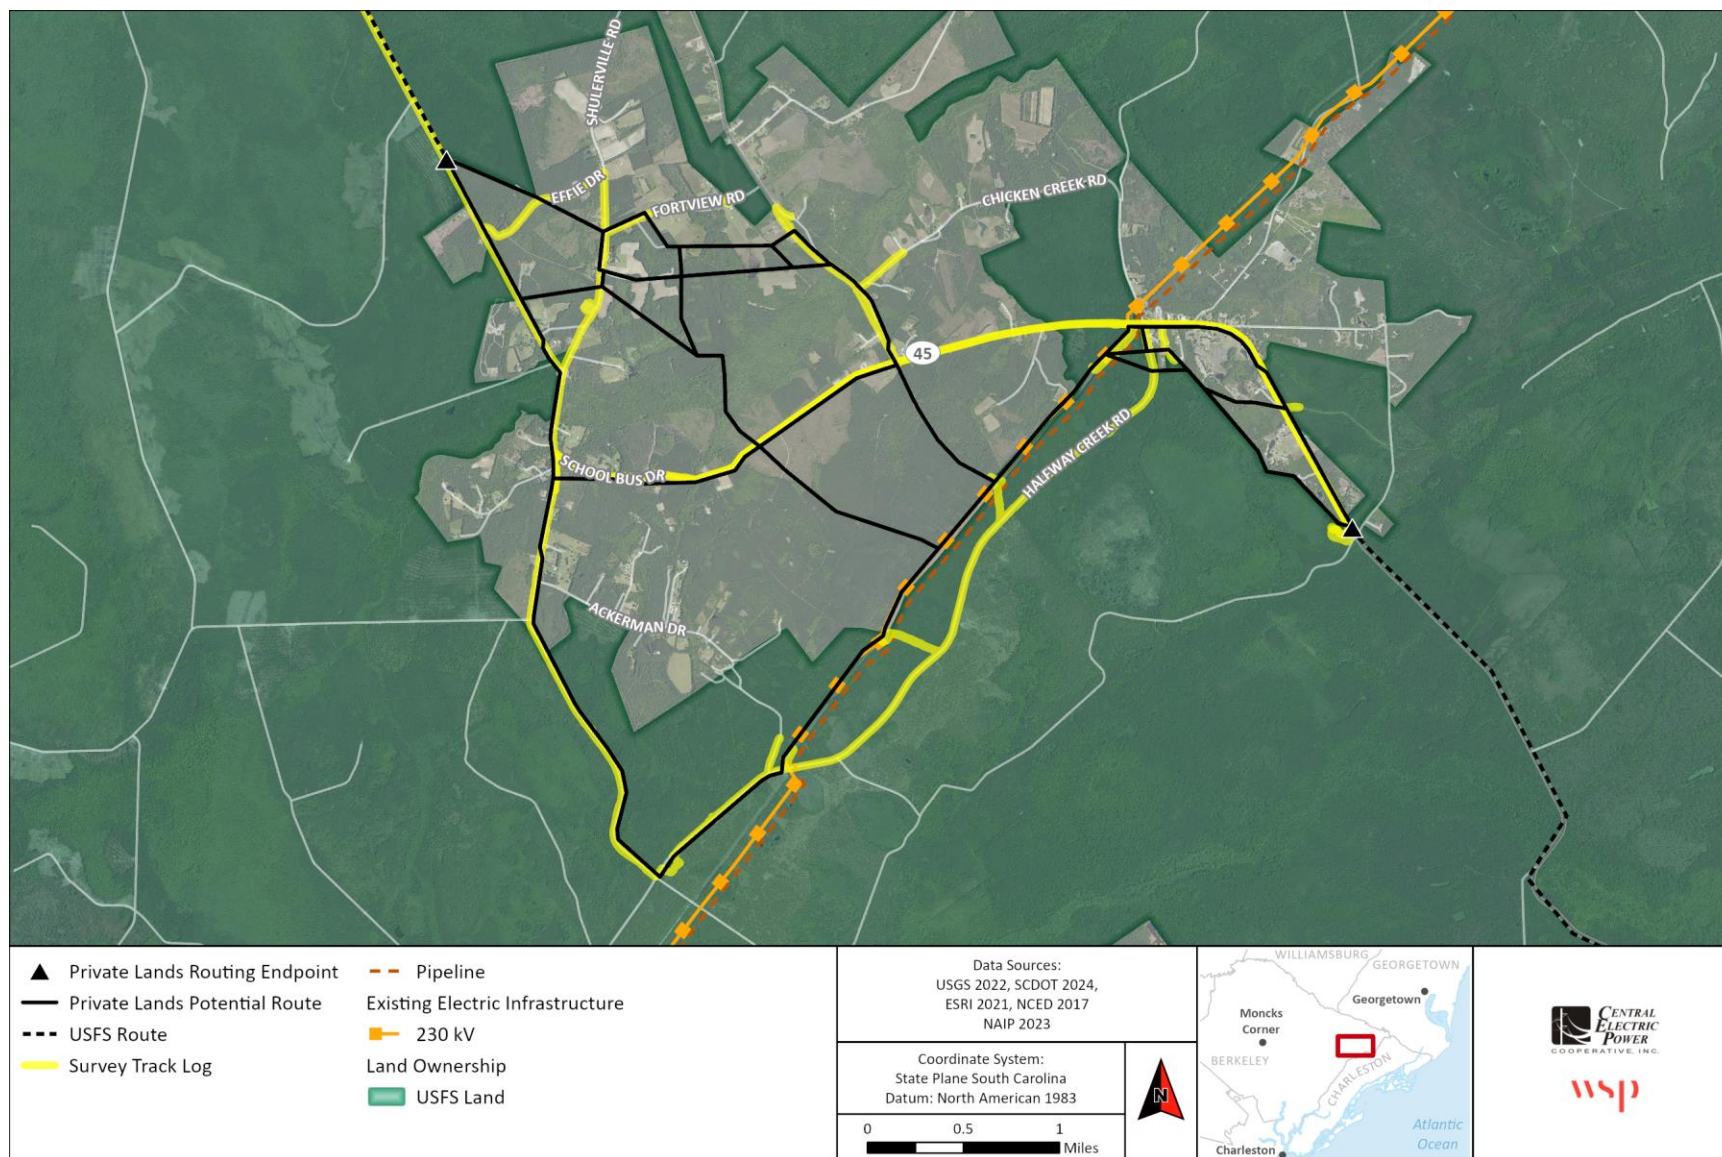 SHULERVILLE RD
EFFIE DR
FORTVIEW RD
CHICKEN CREEK RD
45
HALFWAY CREEK RD
SCHOOL BUS DR
ACKERMAN DR
Private Lands Routing Endpoint
Private Lands Potential Route
USFS Route
Survey Track Log
Pipeline
Existing Electric Infrastructure
230 kV
Land Ownership
USFS Land
Data Sources:
USGS 2022, SCDOT 2024,
ESRI 2021, NCED 2017
NAIP 2023
Coordinate System:
State Plane South Carolina
Datum: North American 1983
0 0.5 1
Miles
N
WILLIAMSBURG
GEORGETOWN
Georgetown
Moncks
Corner
BERKELEY
CHARLESTON
Atlantic
Ocean
Charleston
CENTRAL
ELECTRIC
POWER
COOPERATIVE, INC.
wsp